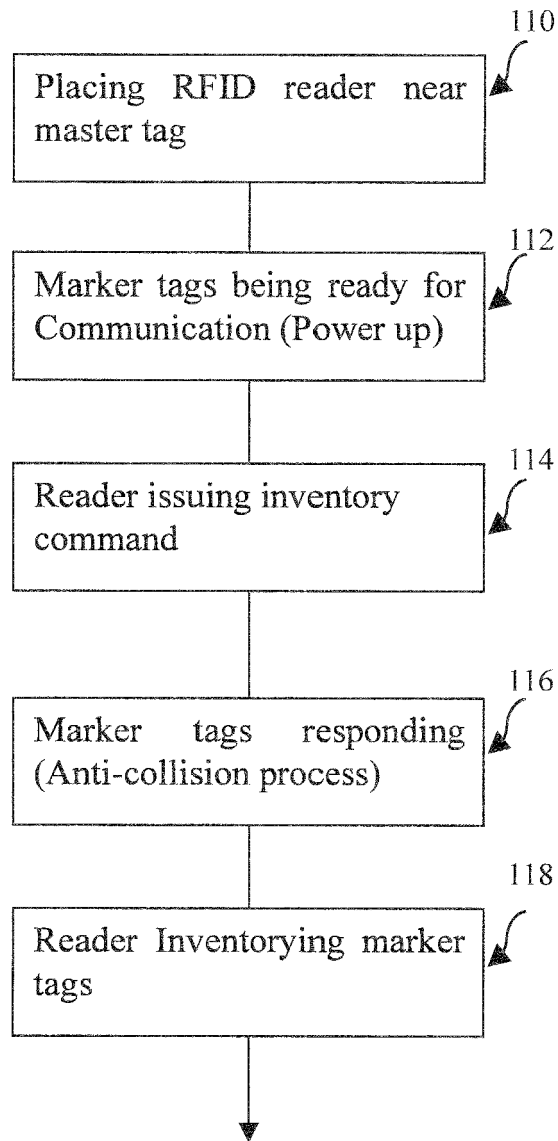 110
Placing RFID reader near
master tag
112
Marker tags being ready for
Communication (Power up)
114
Reader issuing inventory
command
116
Marker tags responding
(Anti-collision process)
118
Reader Inventorying marker
tags